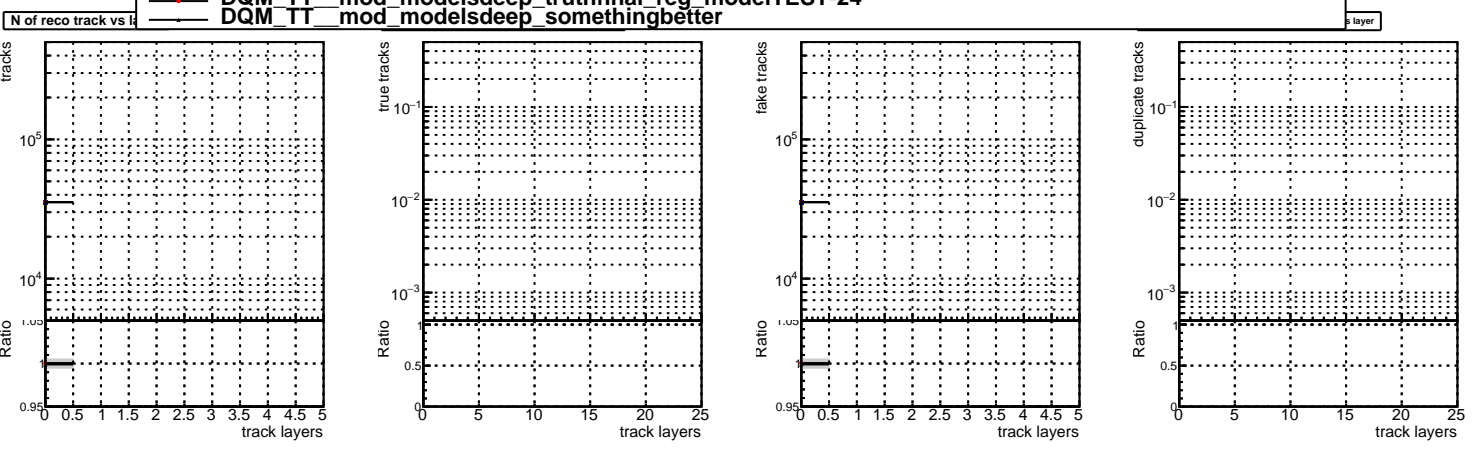 DQM_TT__mod_modelsdeep_truthfinal_reg_modelTEST-24
DQM_TT__mod_modelsdeep_somethingbetter
N of reco track vs la
s layer
tracks
10^5
10^4
Ratio
1.05
1
0.95
0 0.5 1 1.5 2 2.5 3 3.5 4 4.5 5
track layers
true tracks
10^−1
10^−2
10^−3
Ratio
1
0.5
0
0 5 10 15 20 25
track layers
fake tracks
10^5
10^4
Ratio
1.05
1
0.95
0 0.5 1 1.5 2 2.5 3 3.5 4 4.5 5
track layers
duplicate tracks
10^−1
10^−2
10^−3
Ratio
1
0.5
0
0 5 10 15 20 25
track layers